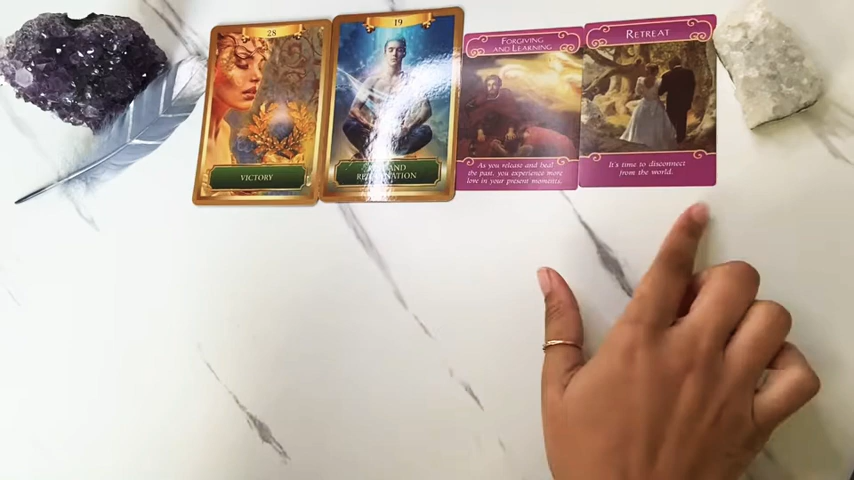 28
VICTORY
19
AND
FORGIVING
AND LEARNING
As you release and heal
the past, you experience more
love in your present moments.
RETREAT
It's time to disconnect
from the world.